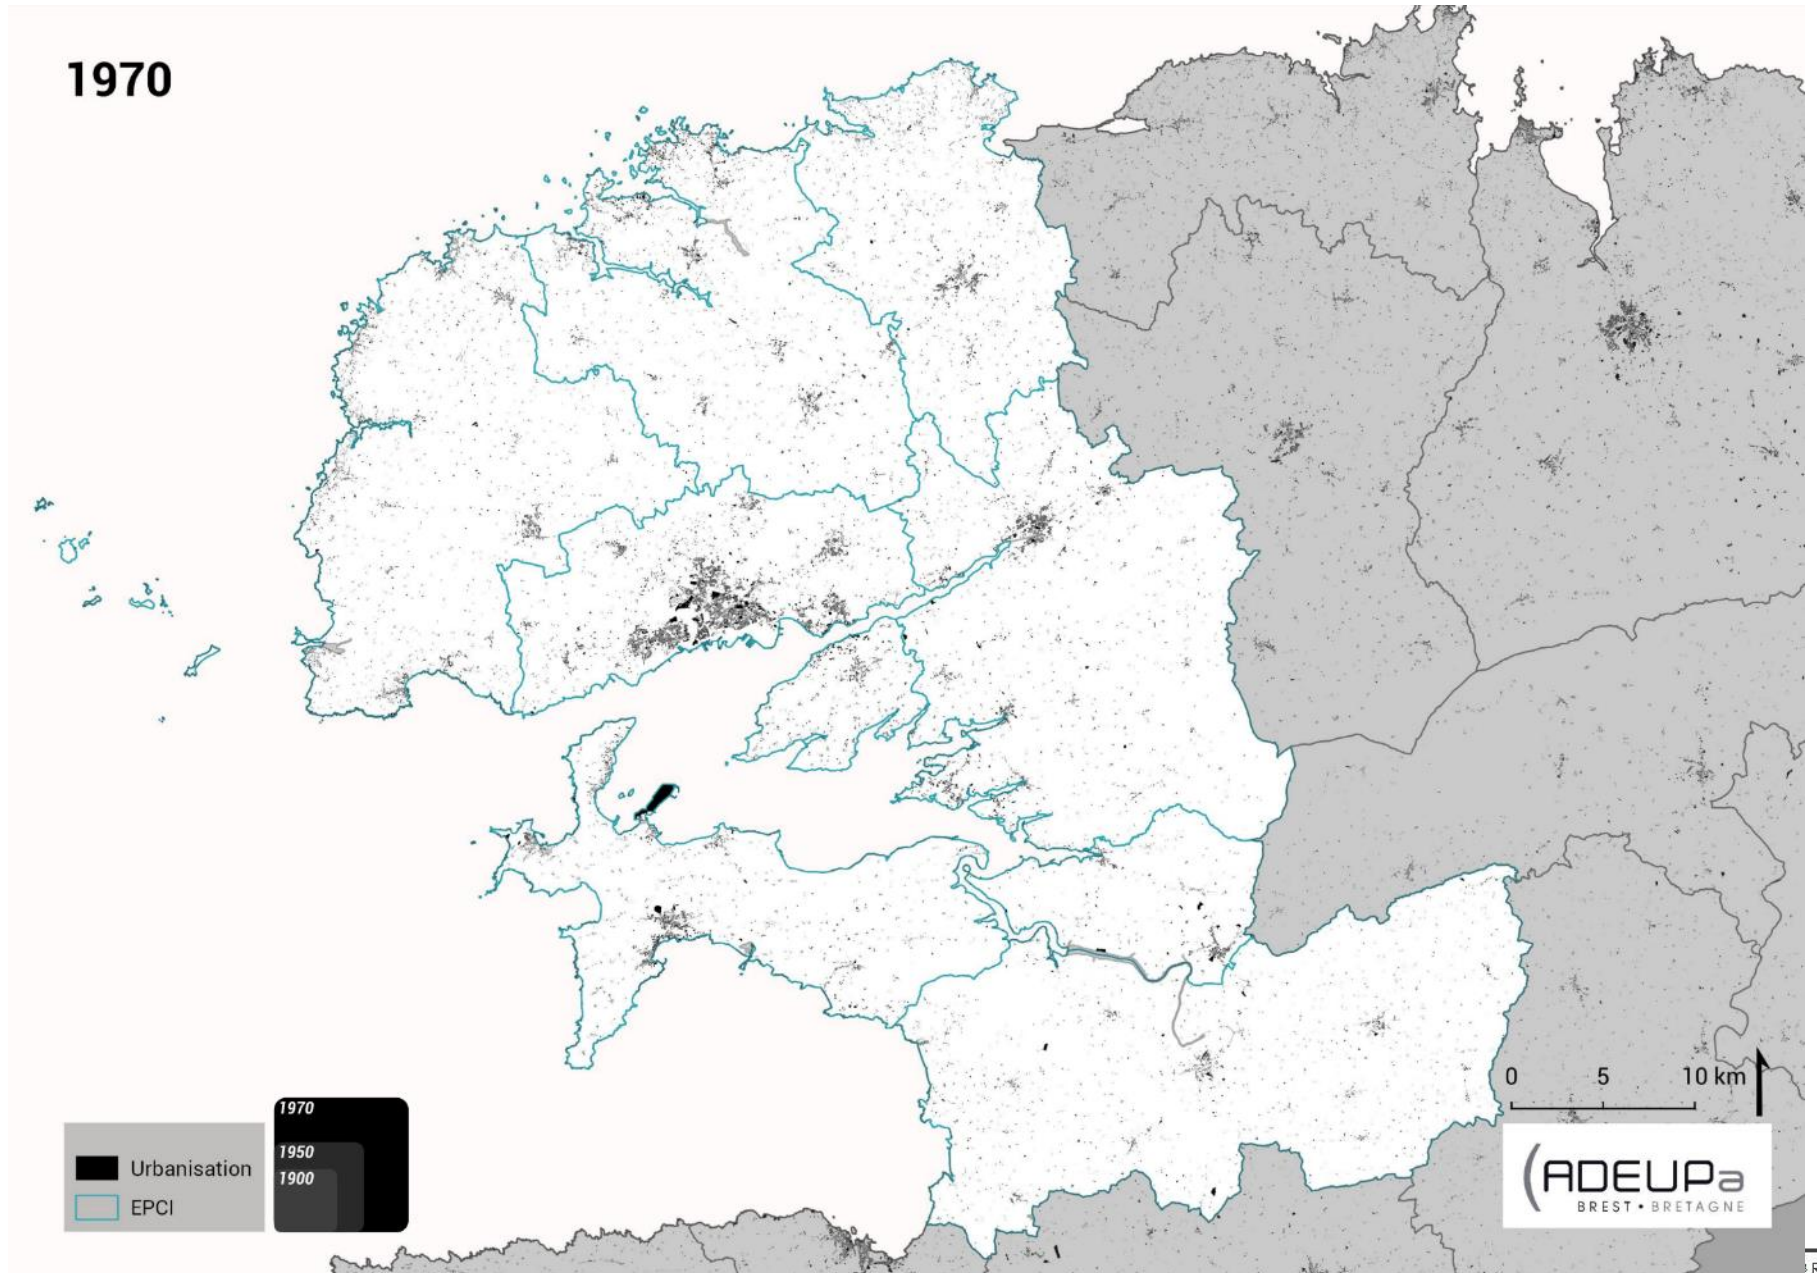 1970
1970
1950
1900
Urbanisation
EPCI
0 5 10 km
ADEUPa
BREST • BRETAGNE